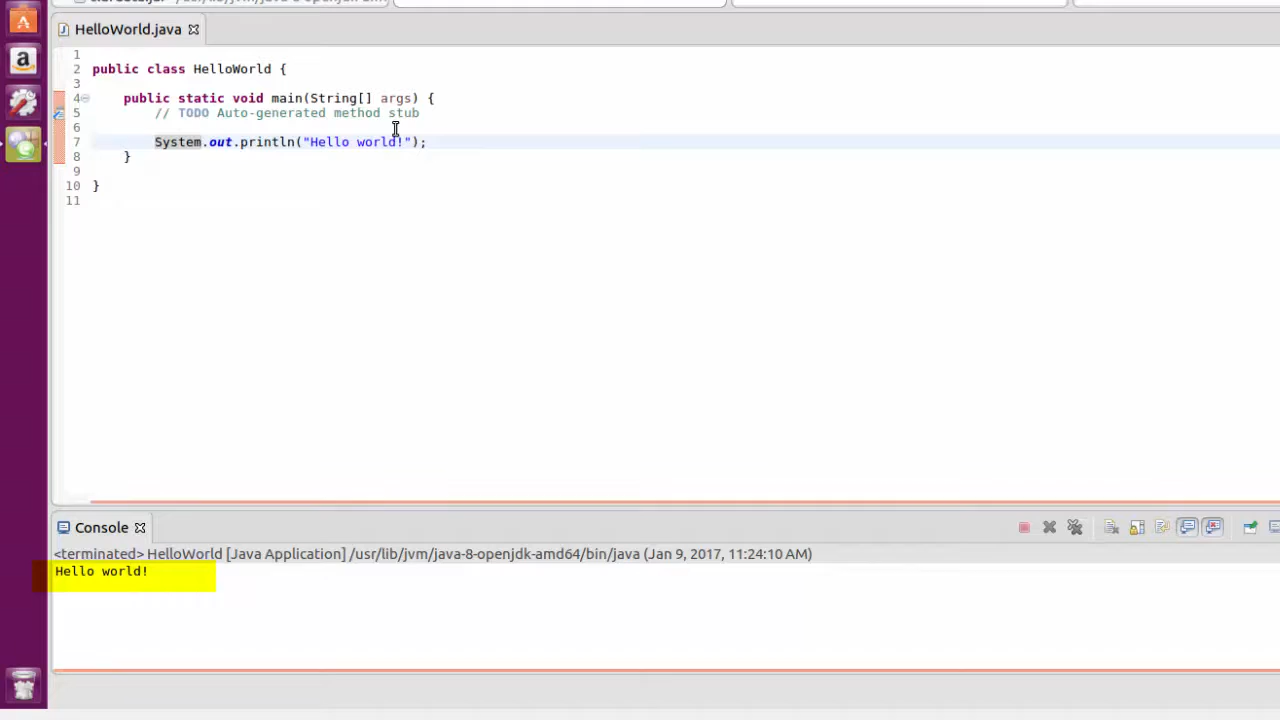 HelloWorld.java
1
2 public class HelloWorld {
3
4 public static void main(String[] args) {
5 // TODO Auto-generated method stub
6
7 System.out.println("Hello world!");
8 }
9
10 }
11
Console
<terminated> HelloWorld [Java Application] /usr/lib/jvm/java-8-openjdk-amd64/bin/java (Jan 9, 2017, 11:24:10 AM)
Hello world!